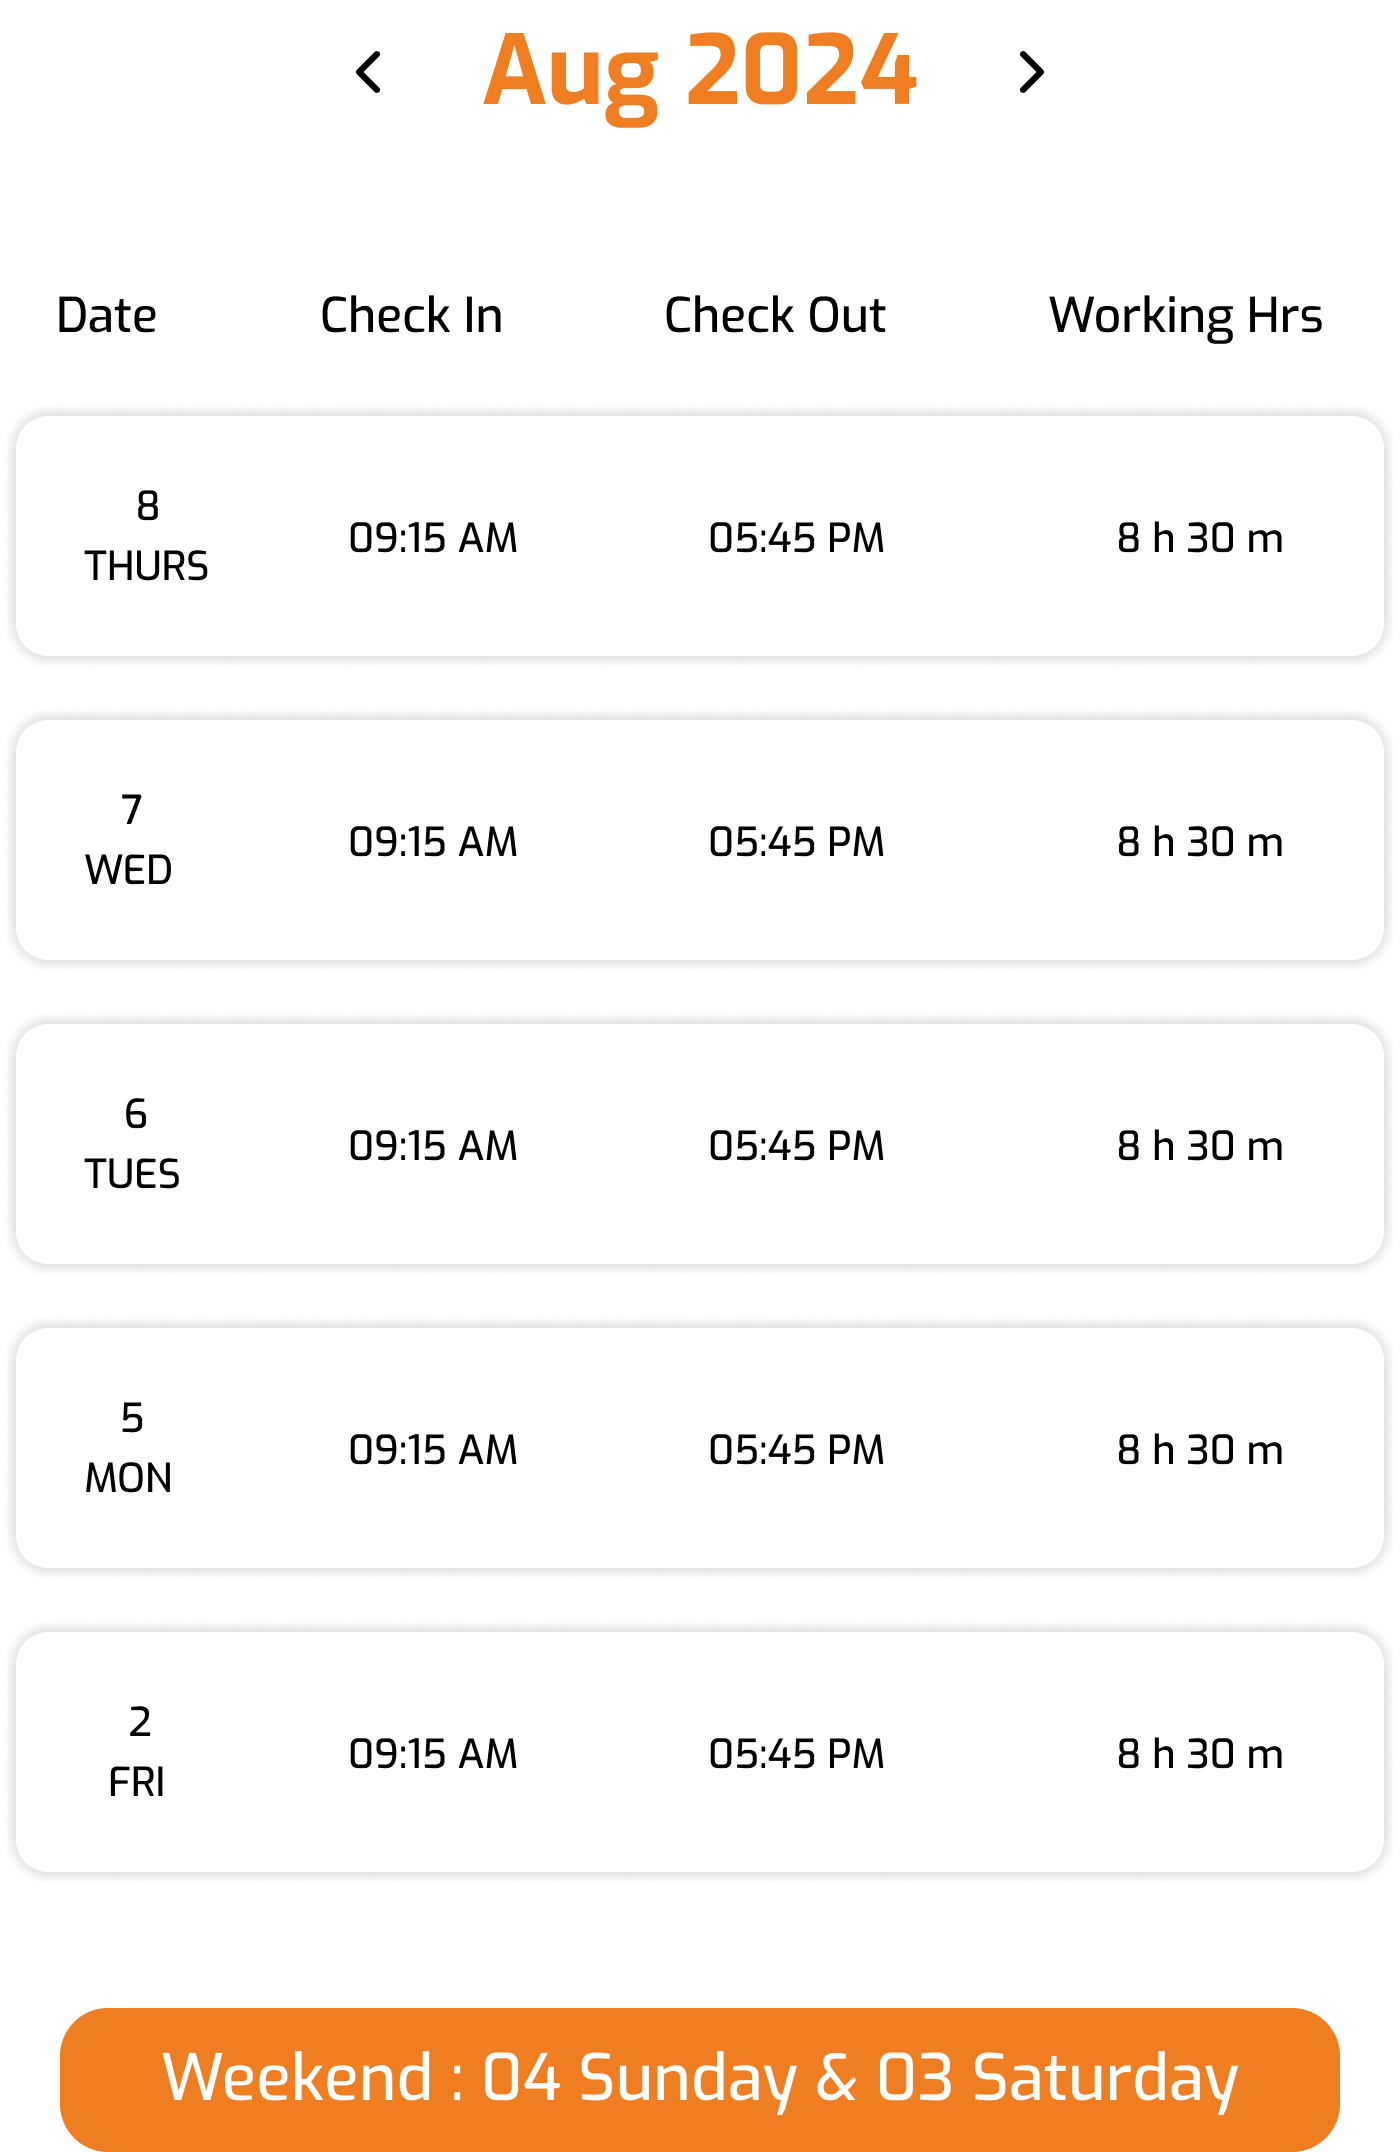 Aug 2024
Date Check In Check Out Working Hrs
8
THURS
09:15 AM 05:45 PM 8 h 30 m
7
WED
09:15 AM 05:45 PM 8 h 30 m
6
TUES
09:15 AM 05:45 PM 8 h 30 m
5
MON
09:15 AM 05:45 PM 8 h 30 m
2
FRI
09:15 AM 05:45 PM 8 h 30 m
Weekend : 04 Sunday & 03 Saturday